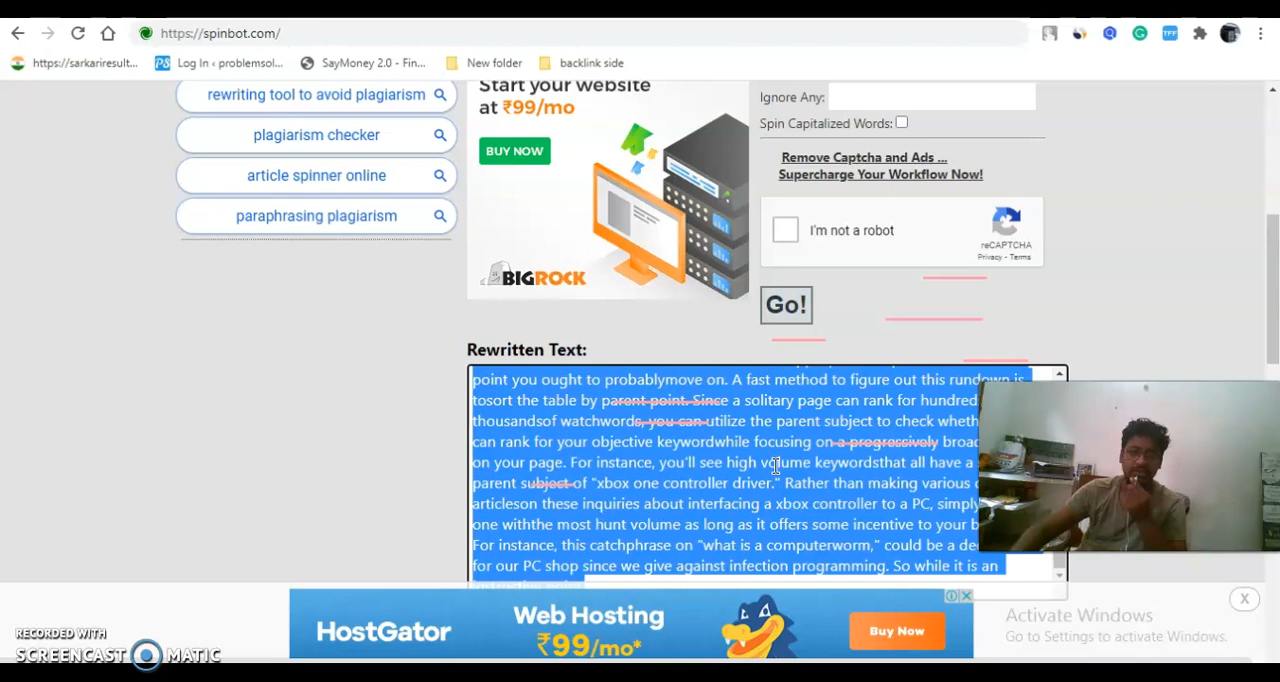 https://spinbot.com/
https://sarkariresult...
PS Log In ‹ problemsol...
SayMoney 2.0 - Fin...
New folder
backlink side
TFF
rewriting tool to avoid plagiarism
plagiarism checker
article spinner online
paraphrasing plagiarism
Start your website
at ₹99/mo
BUY NOW
BIGROCK
Ignore Any:
Spin Capitalized Words:
Remove Captcha and Ads ...
Supercharge Your Workflow Now!
I'm not a robot
reCAPTCHA
Privacy - Terms
Go!
Rewritten Text:
point you ought to probablymove on. A fast method to figure out this rundown is
tosort the table by parent point. Since a solitary page can rank for hundred
thousandsof watchwords, you can utilize the parent subject to check wheth
can rank for your objective keywordwhile focusing on a progressively broad
on your page. For instance, you'll see high volume keywordsthat all have a
parent subject of "xbox one controller driver." Rather than making various
articleson these inquiries about interfacing a xbox controller to a PC, simply
one withthe most hunt volume as long as it offers some incentive to your b
For instance, this catchphrase on "what is a computerworm," could be a de
for our PC shop since we give against infection programming. So while it is an
HostGator
Web Hosting
₹99/mo*
Buy Now
X
Activate Windows
Go to Settings to activate Windows.
RECORDED WITH
SCREENCAST MATIC